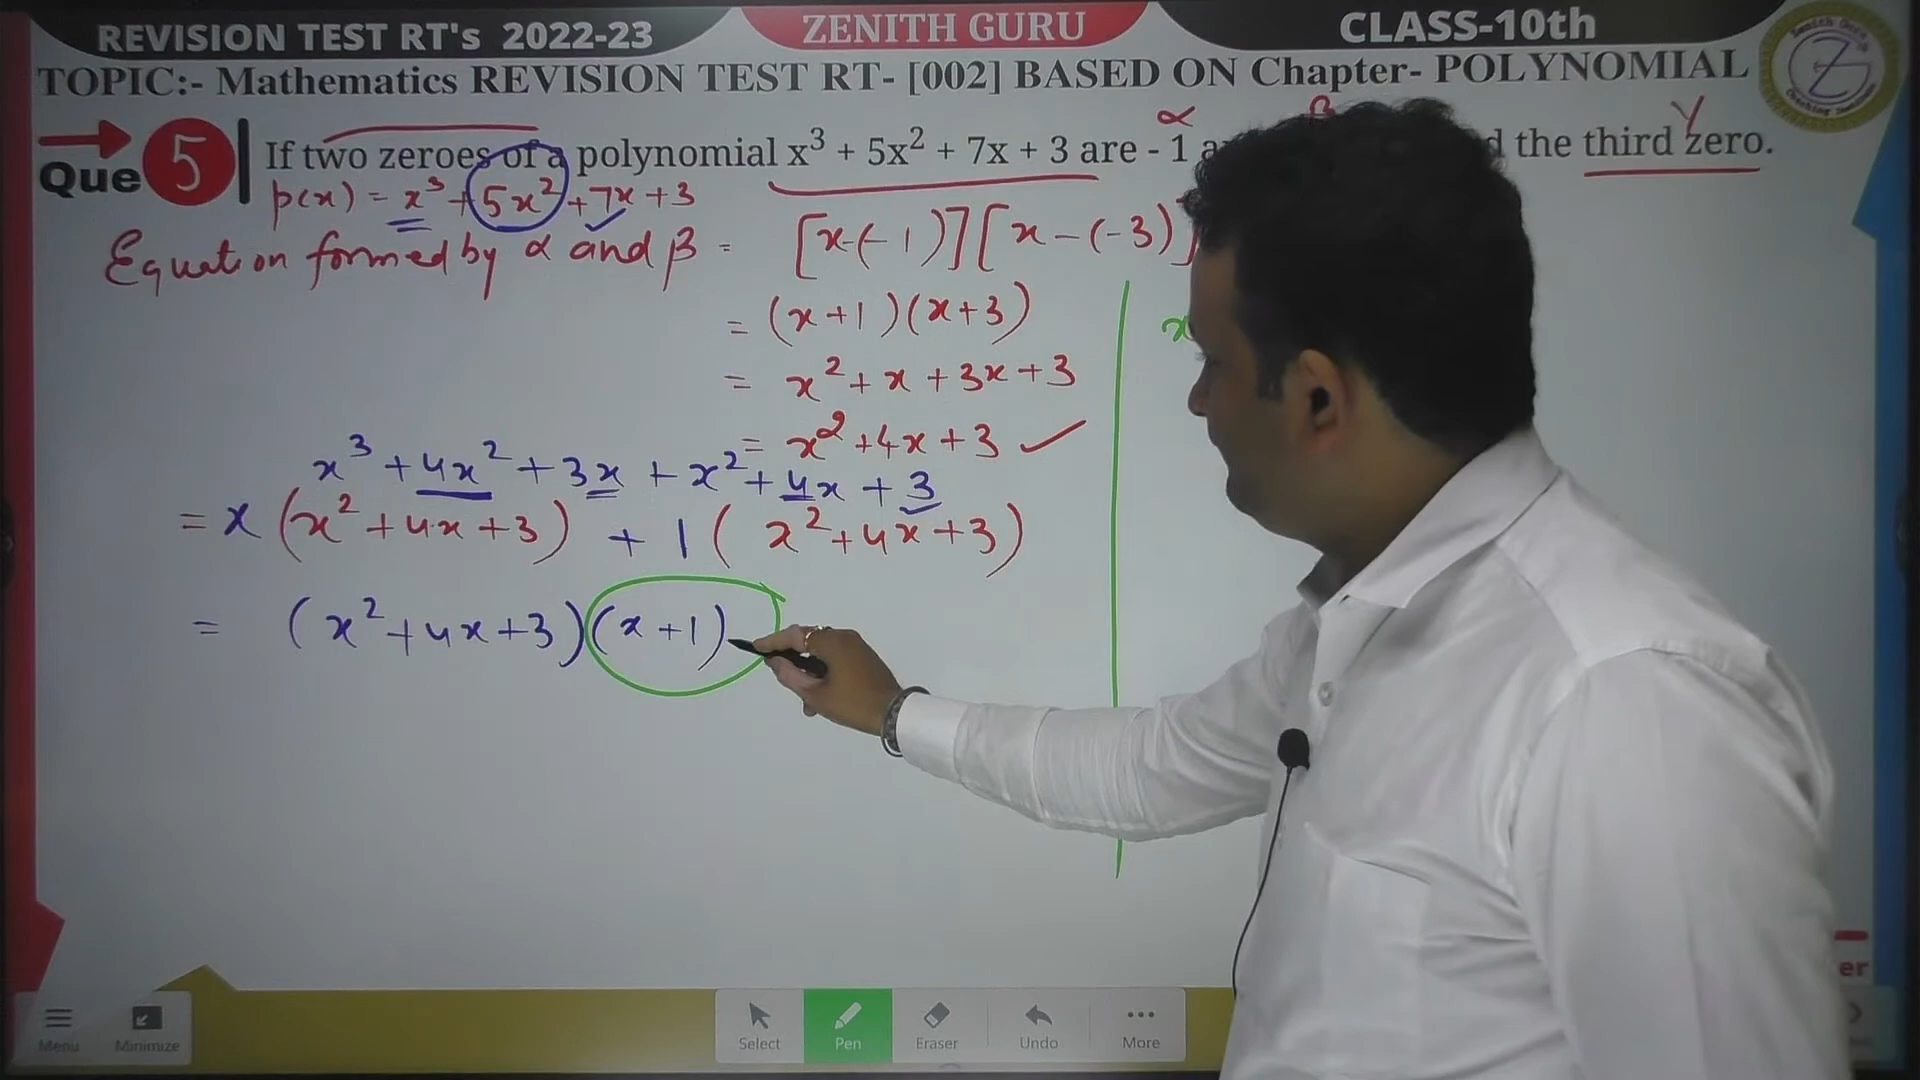 REVISION TEST RT's 2022-23
ZENITH GURU
CLASS-10th
TOPIC:- Mathematics REVISION TEST RT- [002] BASED ON Chapter- POLYNOMIAL
α β γ
Que 5 If two zeroes of a polynomial x³ + 5x² + 7x + 3 are - 1 the third zero.
p(x) = x³ + 5x² + 7x + 3
Equation formed by α and β = [x-(-1)][x-(-3)]
= (x+1)(x+3)
x
= x² + x + 3x + 3
= x² + 4x + 3 ✓
x³ + 4x² + 3x + x² + 4x + 3
= x (x² + 4x + 3) + 1 (x² + 4x + 3)
= (x² + 4x + 3)(x + 1)
er
Menu Minimize Select Pen Eraser Undo More